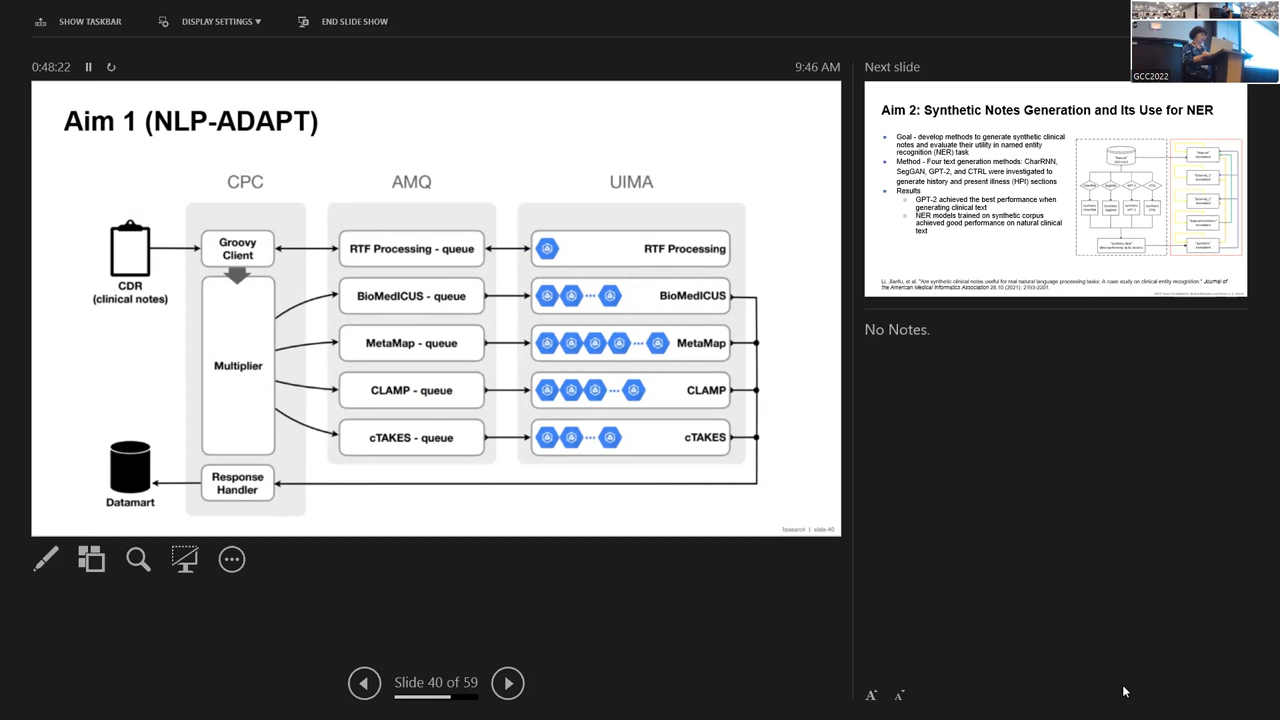 SHOW TASKBAR
DISPLAY SETTINGS
END SLIDE SHOW
0:48:22
9:46 AM
Aim 1 (NLP-ADAPT)
CPC
AMQ
UIMA
CDR
(clinical notes)
Groovy
Client
RTF Processing - queue
RTF Processing
BioMedICUS - queue
BioMedICUS
Multiplier
MetaMap - queue
MetaMap
CLAMP - queue
CLAMP
cTAKES - queue
cTAKES
Response
Handler
Datamart
Research | slide-40
Slide 40 of 59
Next slide
GCC2022
Aim 2: Synthetic Notes Generation and Its Use for NER
Goal - develop methods to generate synthetic clinical
notes and evaluate their utility in named entity
recognition (NER) task
Method - Four text generation methods: CharRNN,
SegGAN, GPT-2, and CTRL were investigated to
generate history and present illness (HPI) sections
Results
GPT-2 achieved the best performance when
generating clinical text
NER models trained on synthetic corpus
achieved good performance on natural clinical
text
Li, Jianfu, et al. "Are synthetic clinical notes useful for real natural language processing tasks: A case study on clinical entity recognition." Journal of
the American Medical Informatics Association 28.10 (2021): 2193-2201.
No Notes.
A
A